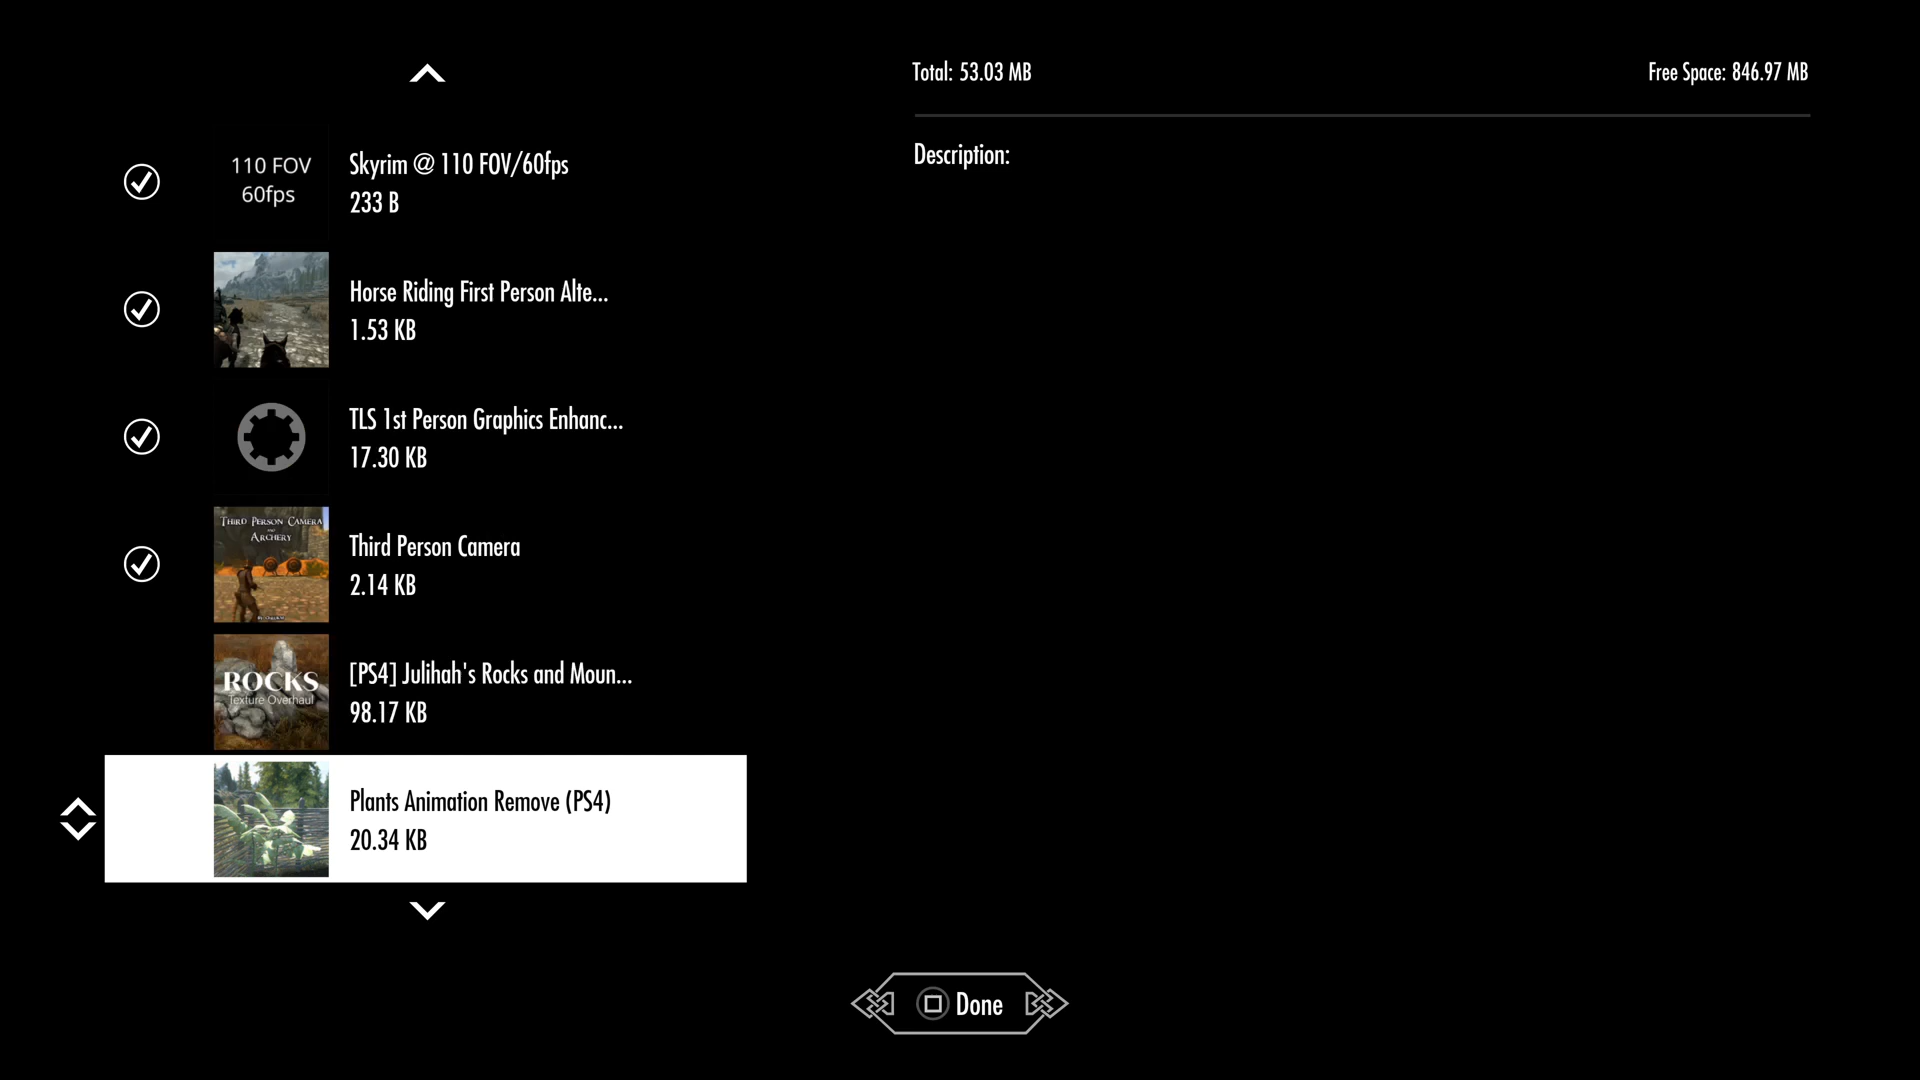 Total: 53.03 MB
Free Space: 846.97 MB
Description:
110 FOV
60fps
Skyrim @ 110 FOV/60fps
233 B
Horse Riding First Person Alte...
1.53 KB
TLS 1st Person Graphics Enhanc...
17.30 KB
THIRD PERSON CAMERA
AND
ARCHERY
Third Person Camera
2.14 KB
ROCKS
Texture Overhaul
[PS4] Julihah's Rocks and Moun...
98.17 KB
Plants Animation Remove (PS4)
20.34 KB
Done